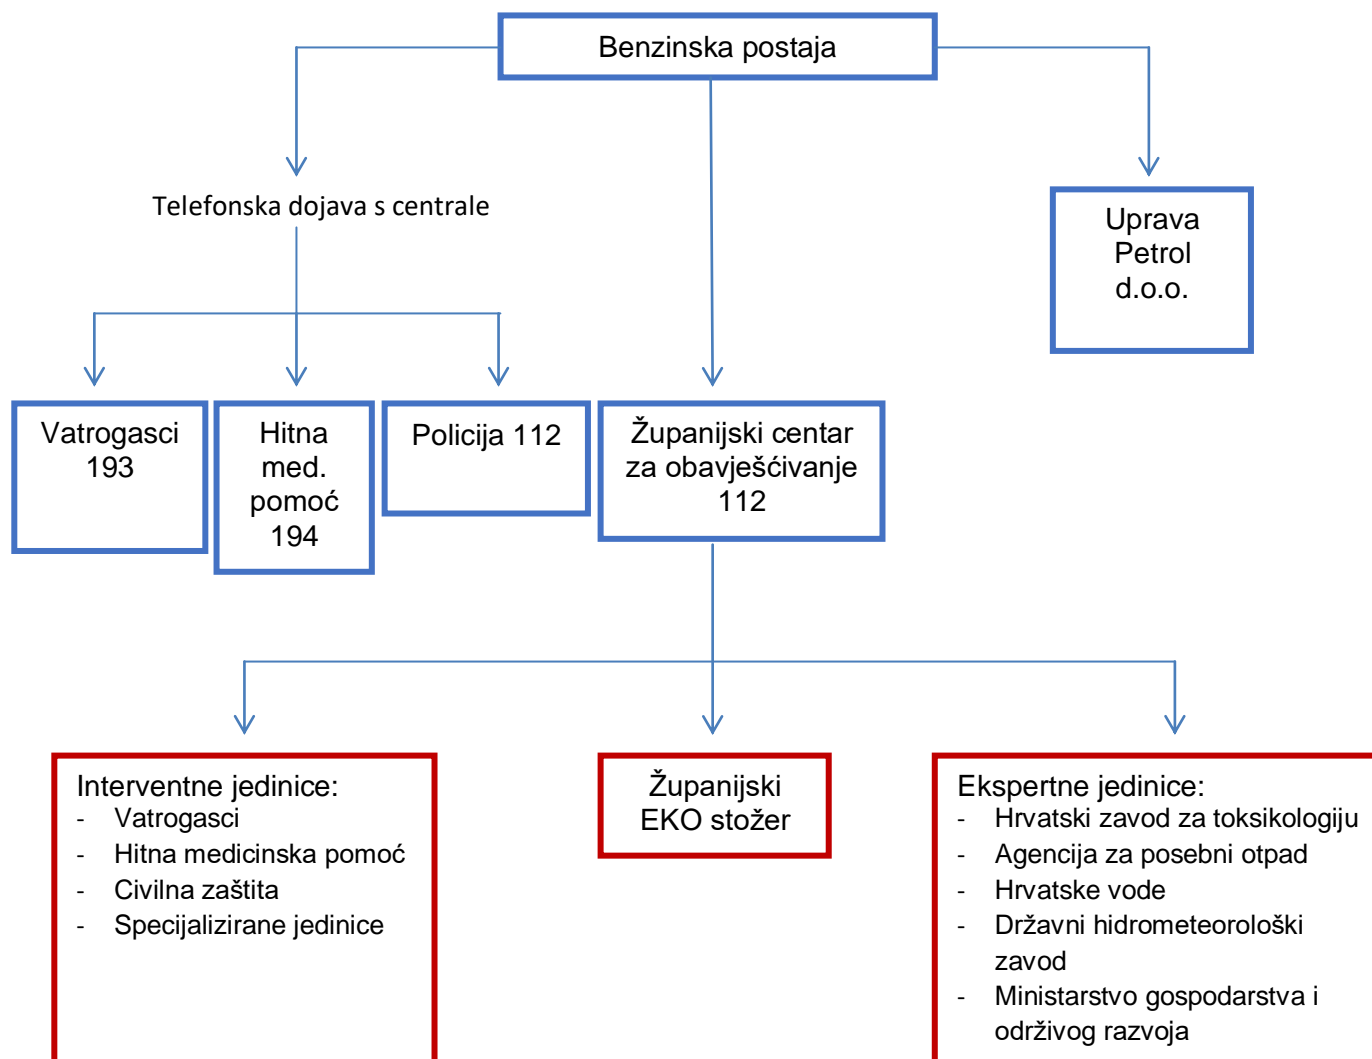 Benzinska postaja
Telefonska dojava s centrale
Uprava
Petrol
d.o.o.
Vatrogasci
193
Hitna
med.
pomoć
194
Policija 112
Županijski centar
za obavješćivanje
112
Interventne jedinice:
- Vatrogasci
- Hitna medicinska pomoć
- Civilna zaštita
- Specijalizirane jedinice
Županijski
EKO stožer
Ekspertne jedinice:
- Hrvatski zavod za toksikologiju
- Agencija za posebni otpad
- Hrvatske vode
- Državni hidrometeorološki
zavod
- Ministarstvo gospodarstva i
održivog razvoja